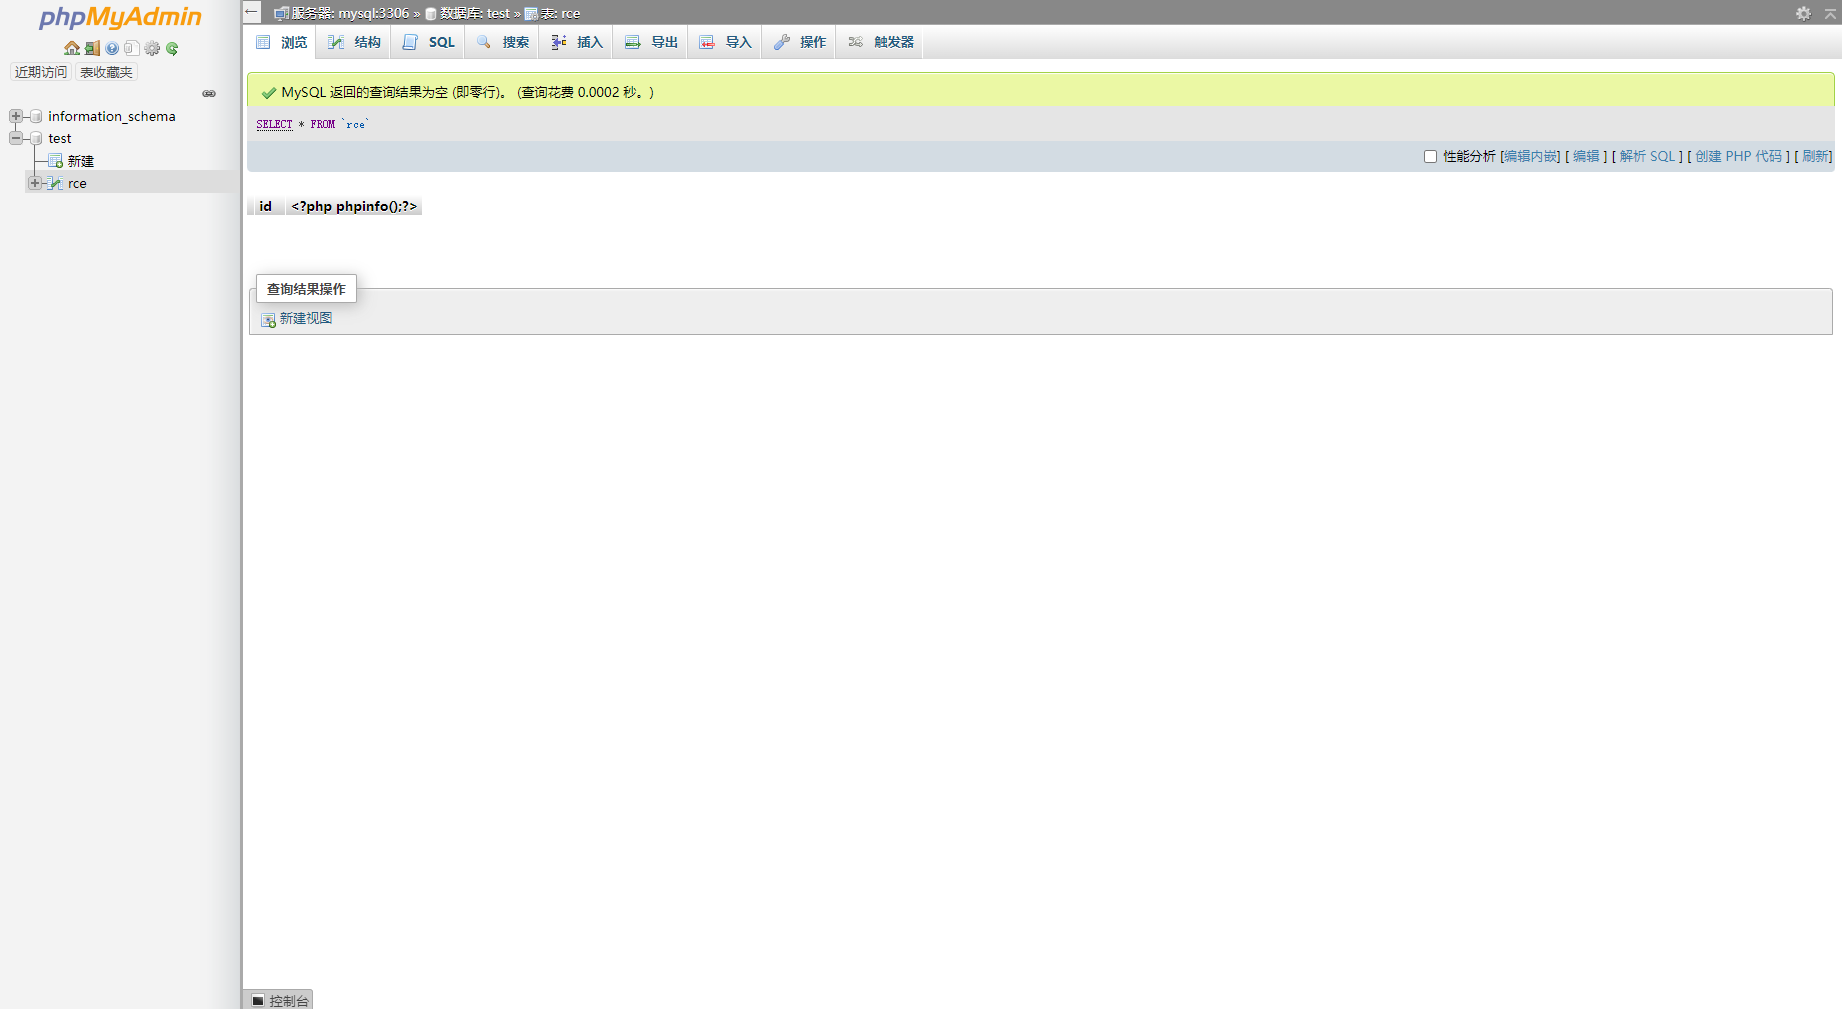 phpMyAdmin
近期访问 表收藏夹
information_schema
test
新建
rce
← 服务器: mysql:3306 » 数据库: test » 表: rce
浏览 结构 SQL 搜索 插入 导出 导入 操作 触发器
MySQL 返回的查询结果为空 (即零行)。 (查询花费 0.0002 秒。)
SELECT * FROM `rce`
性能分析 [编辑内嵌] [ 编辑 ] [ 解析 SQL ] [ 创建 PHP 代码 ] [ 刷新]
id <?php phpinfo();?>
查询结果操作
新建视图
控制台